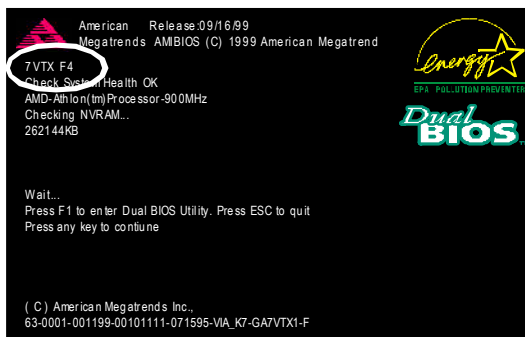 American Release:09/16/99
Megatrends AMIBIOS (C) 1999 American Megatrend
7VTX F4
Check System Health OK
AMD-Athlon(tm)Processor-900MHz
Checking NVRAM...
262144KB
energy
EPA POLLUTION PREVENTER
Dual
BIOS TM
Wait...
Press F1 to enter Dual BIOS Utility. Press ESC to quit
Press any key to contiune
( C ) American Megatrends Inc.,
63-0001-001199-00101111-071595-VIA_K7-GA7VTX1-F